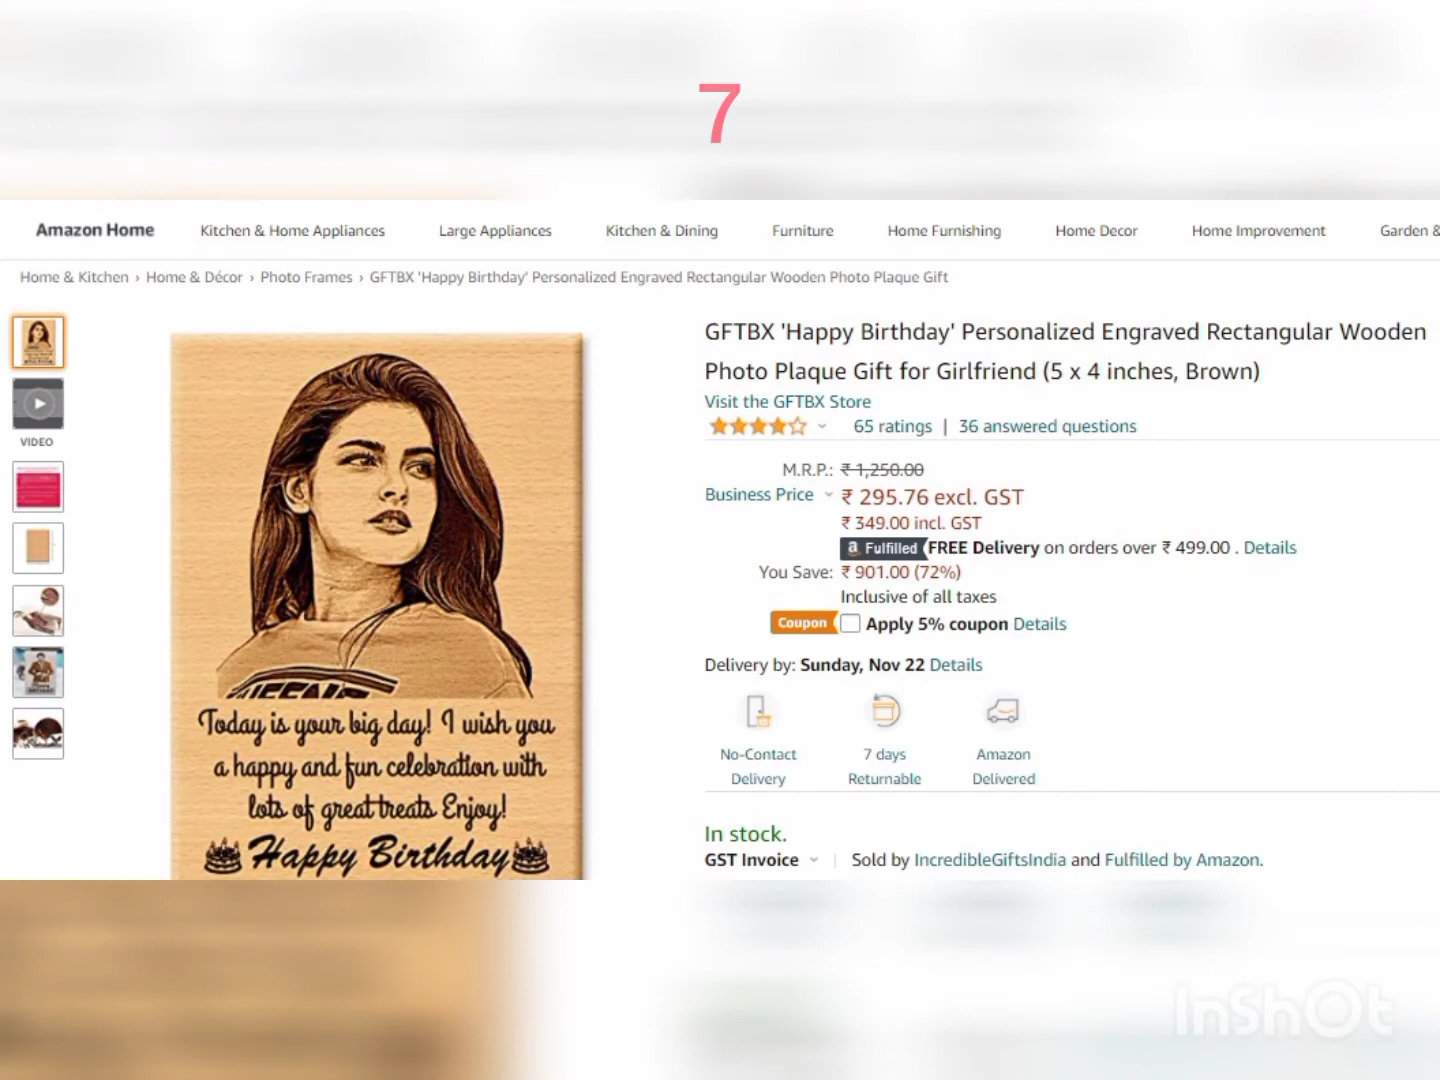 7
Amazon Home Kitchen & Home Appliances Large Appliances Kitchen & Dining Furniture Home Furnishing Home Decor Home Improvement Garden &
Home & Kitchen › Home & Décor › Photo Frames › GFTBX 'Happy Birthday' Personalized Engraved Rectangular Wooden Photo Plaque Gift
VIDEO
Today is your big day! I wish you
a happy and fun celebration with
lots of great treats Enjoy!
Happy Birthday
GFTBX 'Happy Birthday' Personalized Engraved Rectangular Wooden
Photo Plaque Gift for Girlfriend (5 x 4 inches, Brown)
Visit the GFTBX Store
65 ratings | 36 answered questions
M.R.P.: ₹ 1,250.00
Business Price ₹ 295.76 excl. GST
₹ 349.00 incl. GST
a Fulfilled FREE Delivery on orders over ₹ 499.00 . Details
You Save: ₹ 901.00 (72%)
Inclusive of all taxes
Coupon Apply 5% coupon Details
Delivery by: Sunday, Nov 22 Details
No-Contact Delivery
7 days Returnable
Amazon Delivered
In stock.
GST Invoice | Sold by IncredibleGiftsIndia and Fulfilled by Amazon.
InShOt